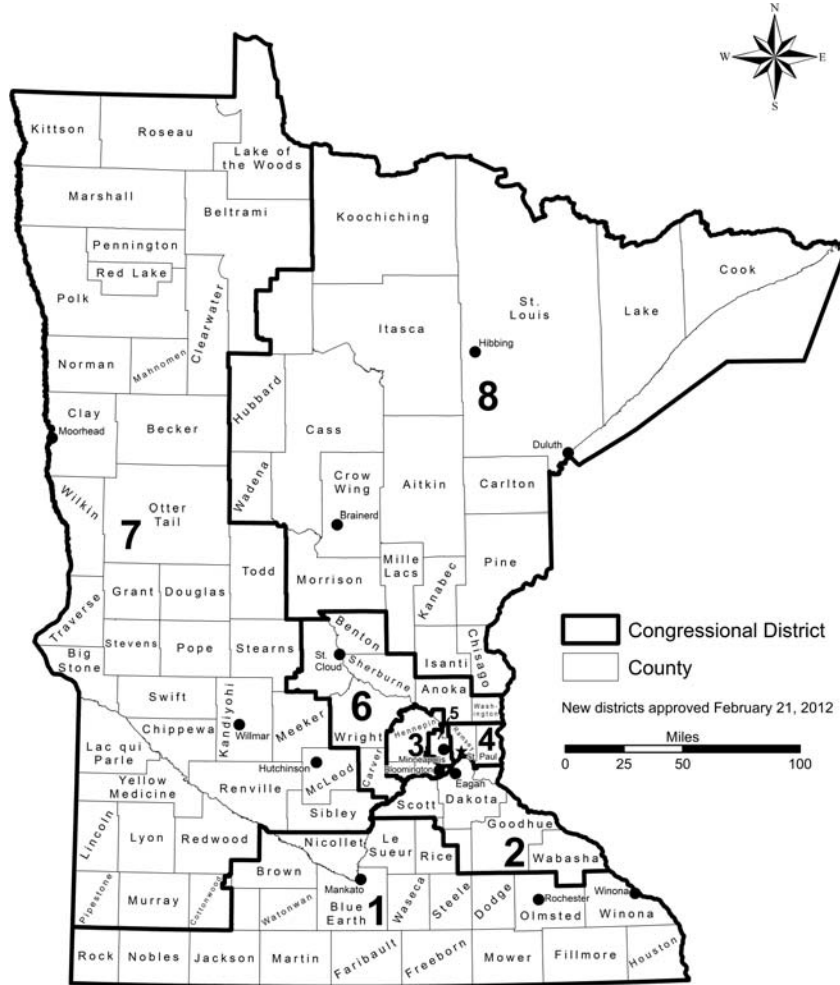 N
W
E
S
Kittson
Roseau
Lake of
the Woods
Marshall
Beltrami
Koochiching
Pennington
Red Lake
Polk
Clearwater
Cook
St.
Louis
Lake
Itasca
Hibbing
Norman
Mahnomen
Hubbard
8
Clay
Moorhead
Becker
Cass
Duluth
Wadena
Crow
Wing
Brainerd
Aitkin
Carlton
Wilkin
Otter
Tail
7
Mille
Lacs
Kanabec
Pine
Todd
Morrison
Grant
Douglas
Traverse
Benton
Chisago
Big
Stone
Stevens
Pope
Stearns
St.
Cloud
Sherburne
Isanti
Congressional District
County
New districts approved February 21, 2012
Miles
0
25
50
100
Swift
Anoka
Wash-
ington
Kandiyohi
Meeker
6
Wright
Hennepin
5
Ramsey
4
3
Chippewa
Willmar
Lac qui
Parle
Minneapolis
St.
Paul
Bloomington
Hutchinson
McLeod
Carver
Eagan
Yellow
Medicine
Renville
Dakota
Sibley
Scott
Goodhue
Lincoln
Lyon
Redwood
Nicollet
Le
Sueur
Rice
2
Wabasha
Brown
Pipestone
Murray
Cottonwood
Watonwan
Mankato
Blue
Earth
1
Waseca
Steele
Dodge
Rochester
Olmsted
Winona
Winona
Rock
Nobles
Jackson
Martin
Faribault
Freeborn
Mower
Fillmore
Houston